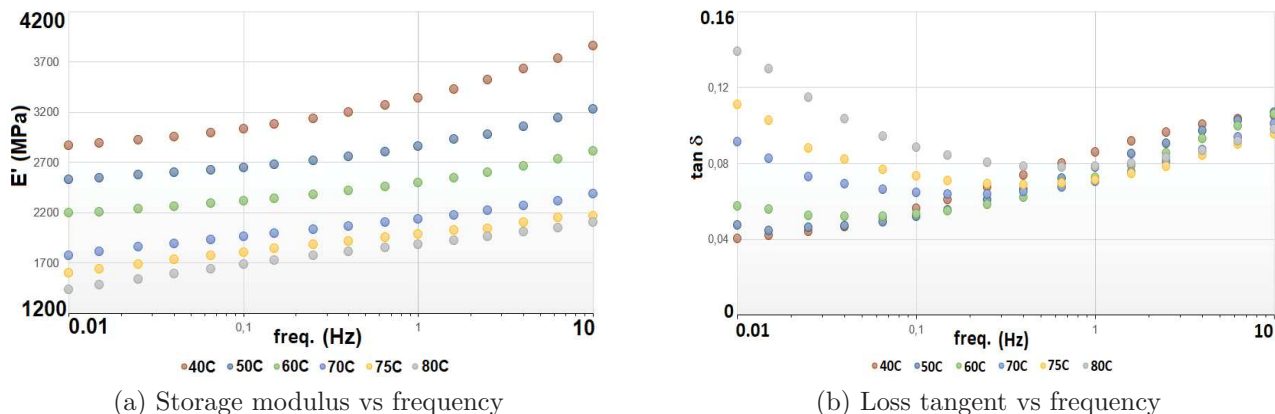 4200
3700
3200
2700
2200
1700
1200
E' (MPa)
0.01
0,1
1
10
freq. (Hz)
40C 50C 60C 70C 75C 80C
(a) Storage modulus vs frequency
0.16
0,12
0,08
0,04
0
tan δ
0.01
0,1
1
10
freq. (Hz)
40C 50C 60C 70C 75C 80C
(b) Loss tangent vs frequency